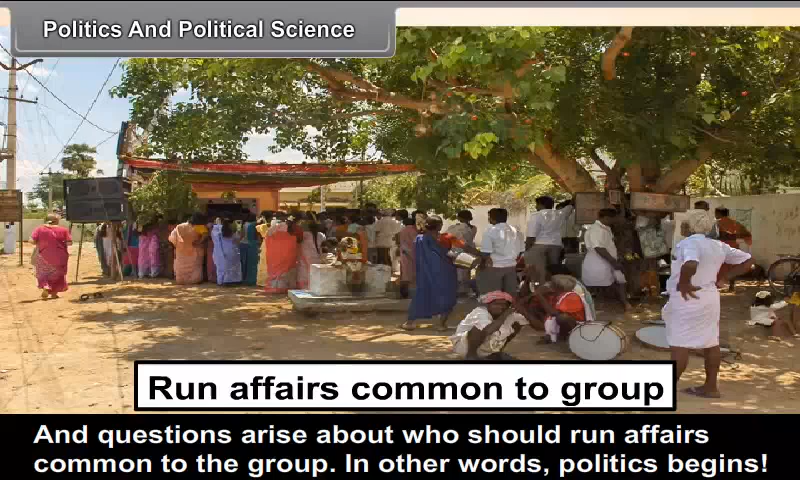 Politics And Political Science
Run affairs common to group
And questions arise about who should run affairs
common to the group. In other words, politics begins!